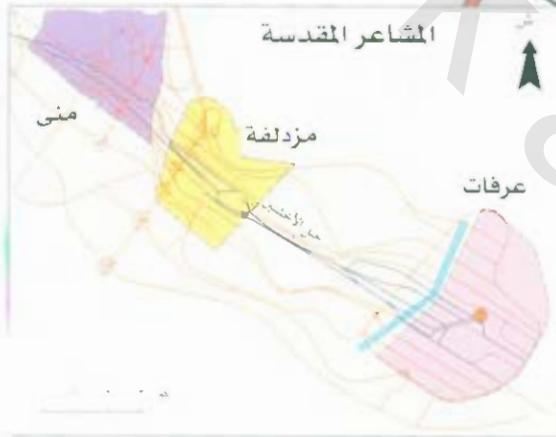 المشاعر المقدسة
ش
منى
مزدلفة
عرفات